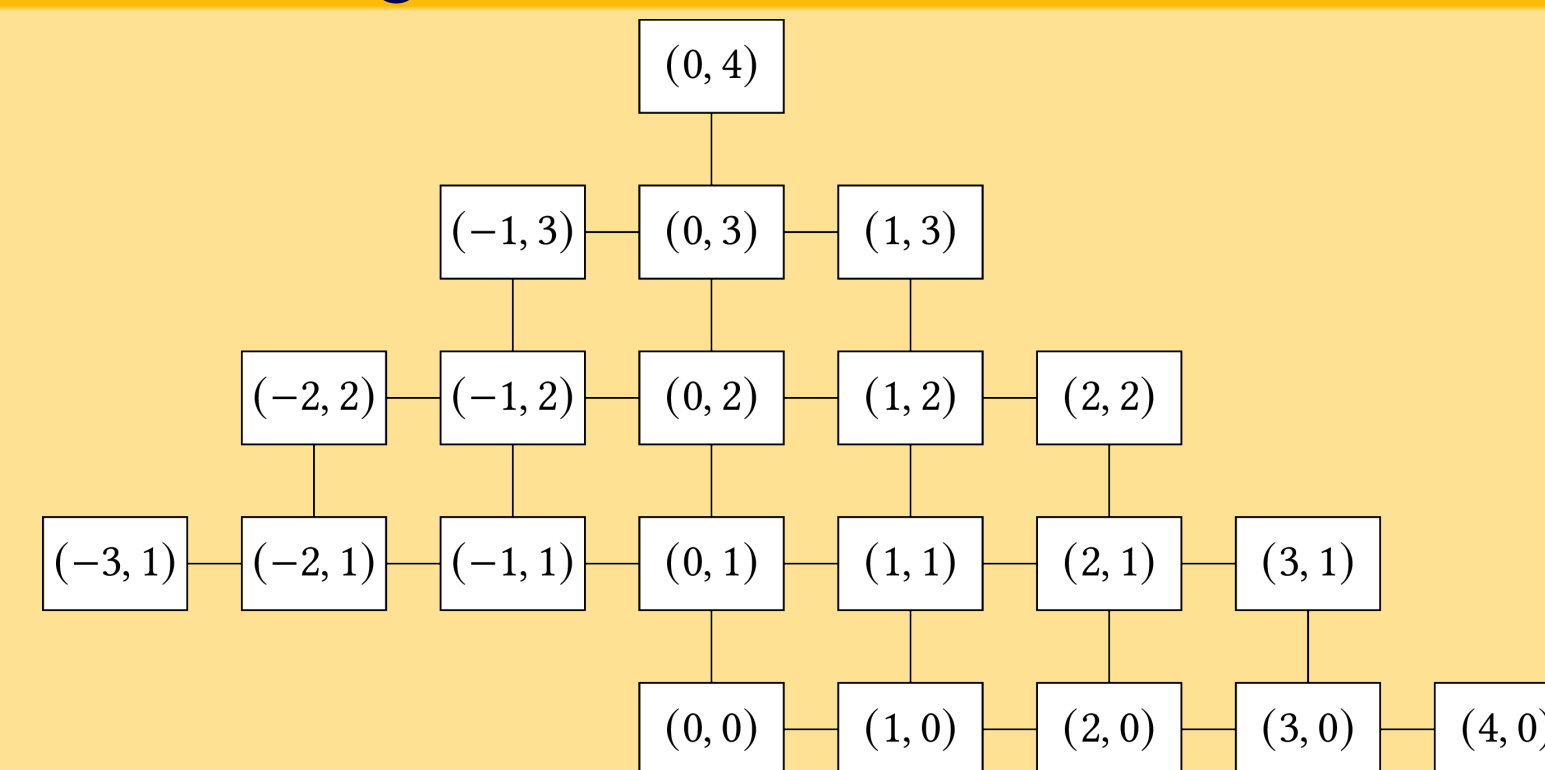 (0, 4)
(−1, 3) (0, 3) (1, 3)
(−2, 2) (−1, 2) (0, 2) (1, 2) (2, 2)
(−3, 1) (−2, 1) (−1, 1) (0, 1) (1, 1) (2, 1) (3, 1)
(0, 0) (1, 0) (2, 0) (3, 0) (4, 0)